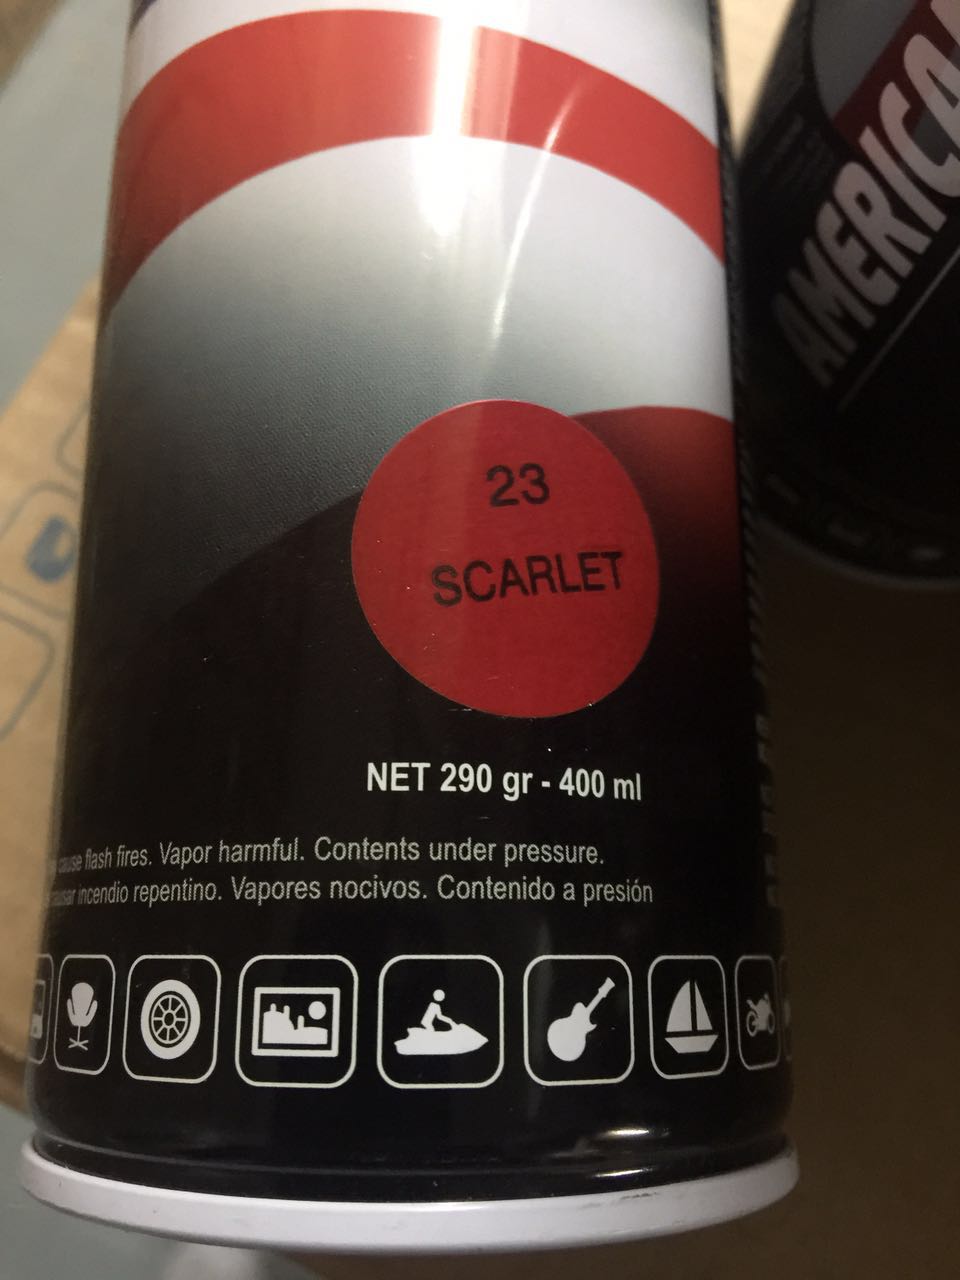 AMERICA
23
SCARLET
NET 290 gr - 400 ml
cause flash fires. Vapor harmful. Contents under pressure.
causar incendio repentino. Vapores nocivos. Contenido a presión